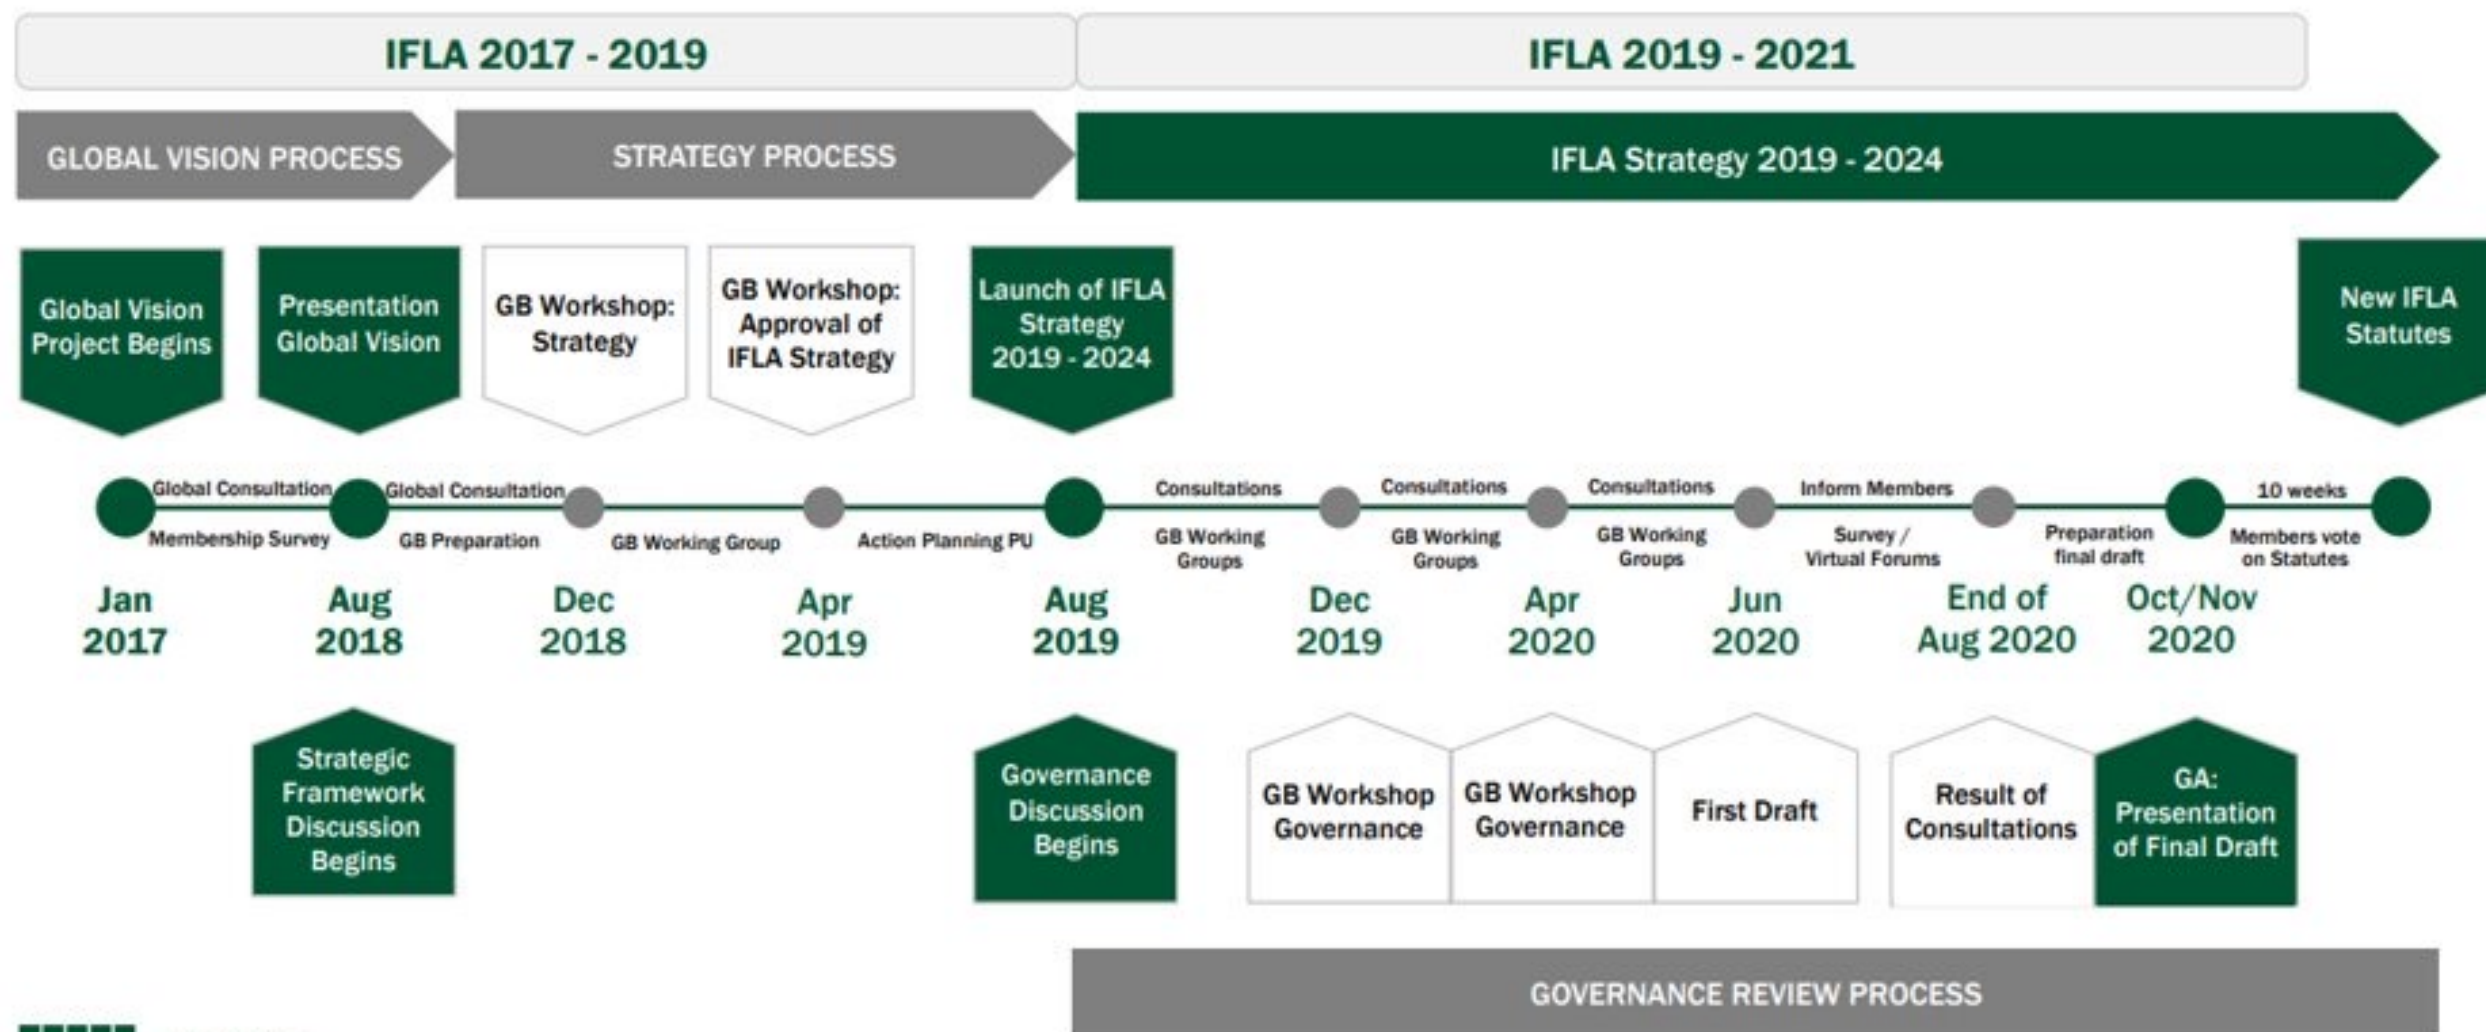 IFLA 2017 - 2019
IFLA 2019 - 2021
GLOBAL VISION PROCESS
STRATEGY PROCESS
IFLA Strategy 2019 - 2024
Global Vision
Project Begins
Presentation
Global Vision
GB Workshop:
Strategy
GB Workshop:
Approval of
IFLA Strategy
Launch of IFLA
Strategy
2019 - 2024
New IFLA
Statutes
Global Consultation
Membership Survey
Global Consultation
GB Preparation
GB Working Group
Action Planning PU
Consultations
GB Working
Groups
Consultations
GB Working
Groups
Consultations
GB Working
Groups
Inform Members
Survey /
Virtual Forums
Preparation
final draft
10 weeks
Members vote
on Statutes
Jan
2017
Aug
2018
Dec
2018
Apr
2019
Aug
2019
Dec
2019
Apr
2020
Jun
2020
End of
Aug 2020
Oct/Nov
2020
Strategic
Framework
Discussion
Begins
Governance
Discussion
Begins
GB Workshop
Governance
GB Workshop
Governance
First Draft
Result of
Consultations
GA:
Presentation
of Final Draft
GOVERNANCE REVIEW PROCESS